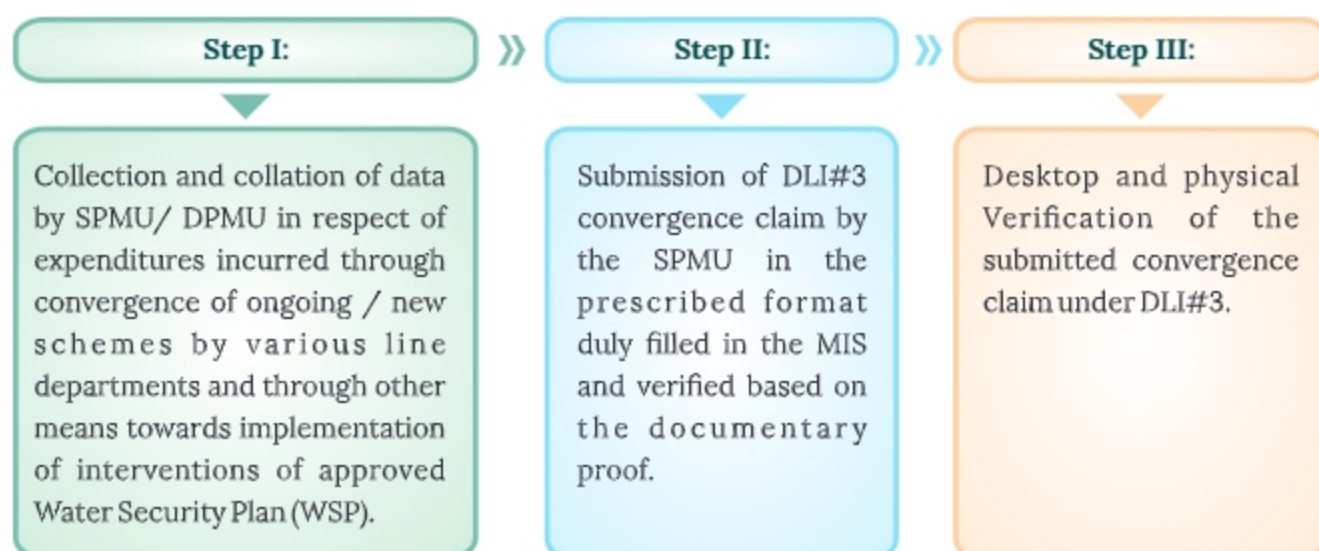 Step I:
Step II:
Step III:
Collection and collation of data
by SPMU/ DPMU in respect of
expenditures incurred through
convergence of ongoing / new
schemes by various line
departments and through other
means towards implementation
of interventions of approved
Water Security Plan (WSP).
Submission of DLI#3
convergence claim by
the SPMU in the
prescribed format
duly filled in the MIS
and verified based on
the documentary
proof.
Desktop and physical
Verification of the
submitted convergence
claim under DLI#3.